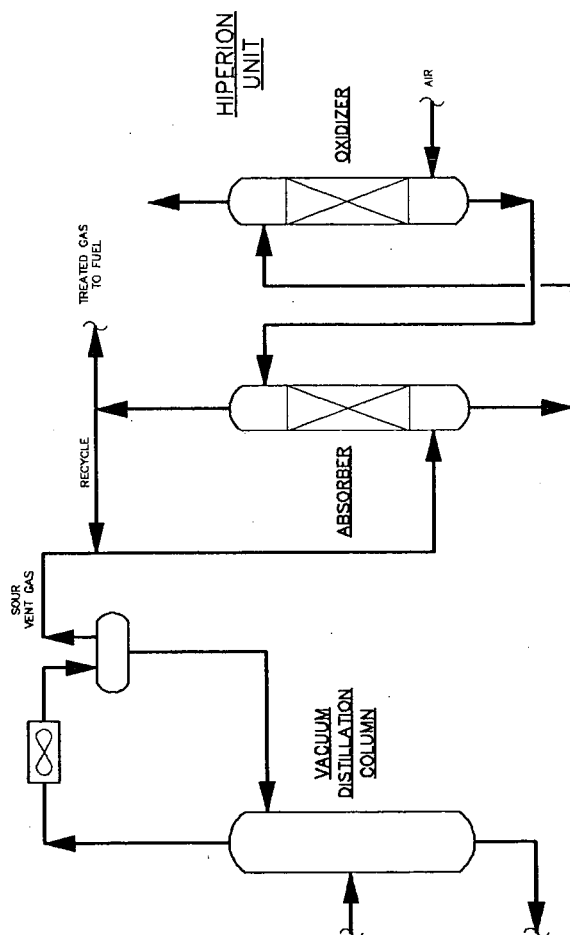 HIPERION
UNIT
AIR
OXIDIZER
TREATED GAS
TO FUEL
RECYCLE
ABSORBER
SOUR
VENT GAS
VACUUM
DISTILLATION
COLUMN